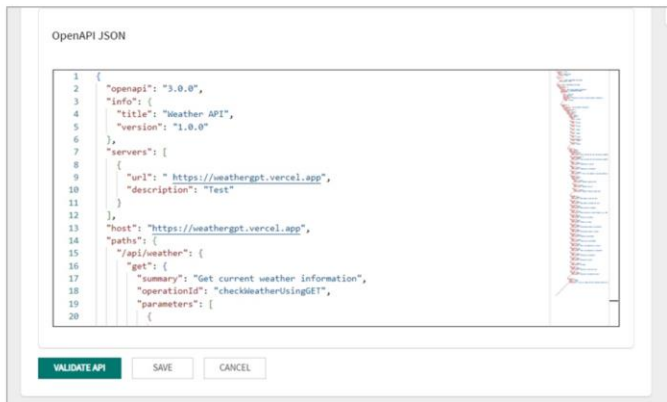 OpenAPI JSON
1 {
2 "openapi": "3.0.0",
3 "info": {
4 "title": "Weather API",
5 "version": "1.0.0"
6 },
7 "servers": [
8 {
9 "url": " https://weathergpt.vercel.app",
10 "description": "Test"
11 }
12 ],
13 "host": "https://weathergpt.vercel.app",
14 "paths": {
15 "/api/weather": {
16 "get": {
17 "summary": "Get current weather information",
18 "operationId": "checkWeatherUsingGET",
19 "parameters": [
20 {
VALIDATE API SAVE CANCEL